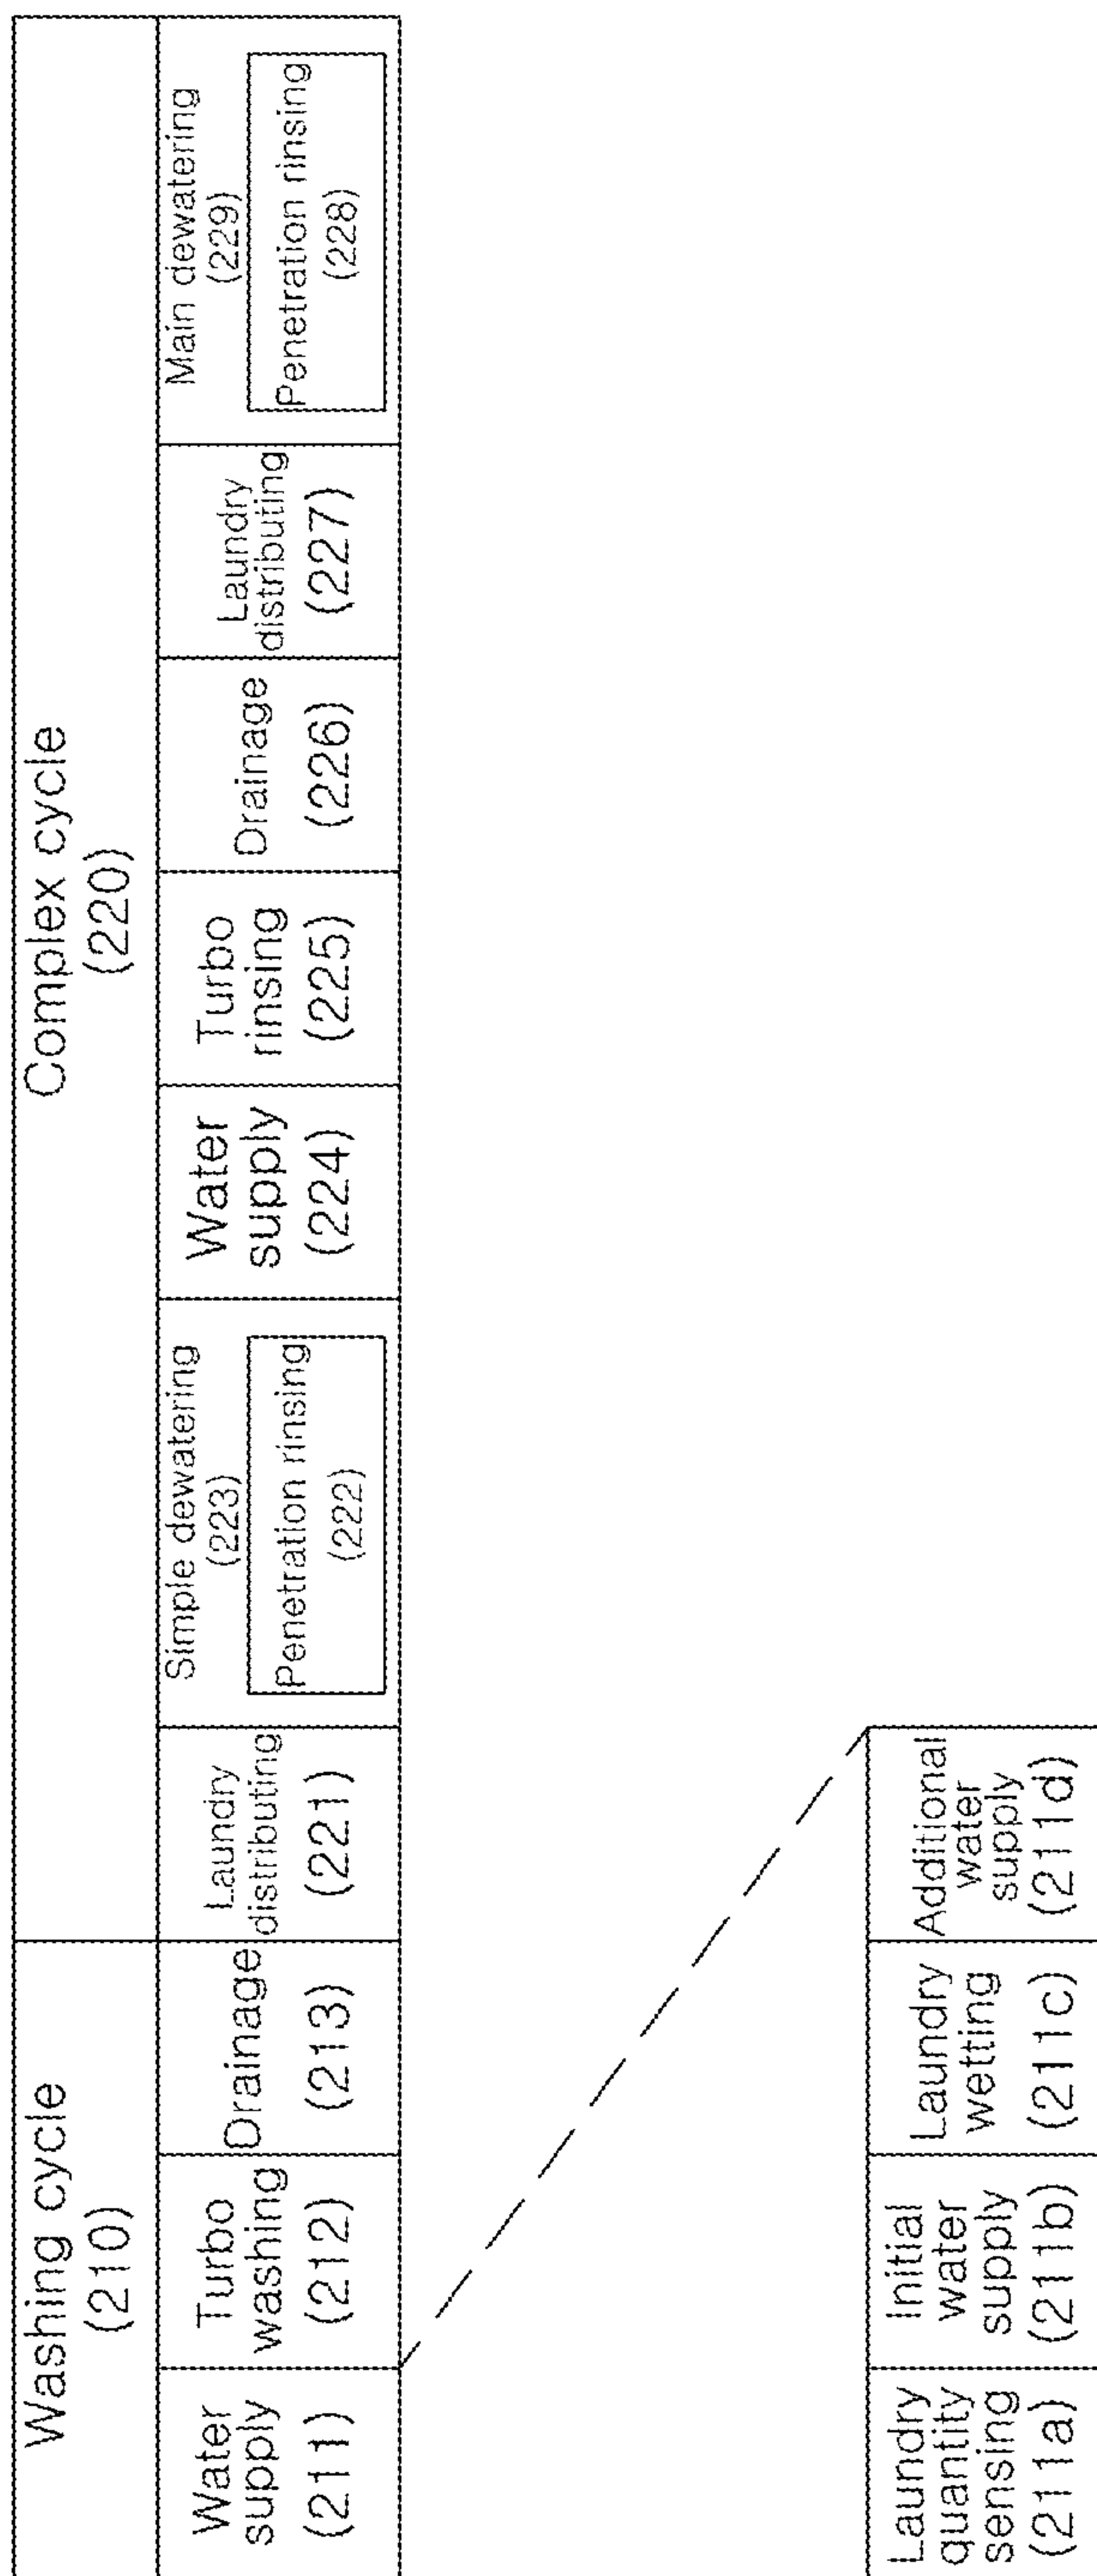 Washing cycle
(210)
Complex cycle
(220)
Water
supply
(211)
Turbo
washing
(212)
Drainage
(213)
Laundry
distributing
(221)
Simple dewatering
(223)
Penetration rinsing
(222)
Water
supply
(224)
Turbo
rinsing
(225)
Drainage
(226)
Laundry
distributing
(227)
Main dewatering
(229)
Penetration rinsing
(228)
Laundry
quantity
sensing
(211a)
Initial
water
supply
(211b)
Laundry
wetting
(211c)
Additional
water
supply
(211d)